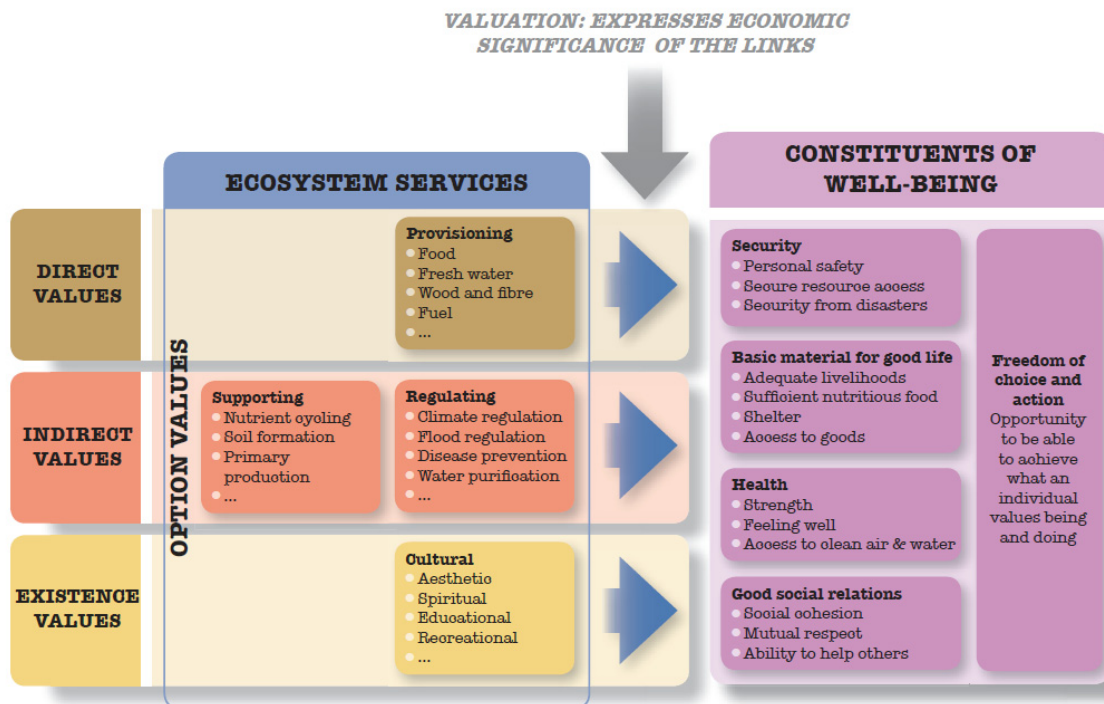 VALUATION: EXPRESSES ECONOMIC
SIGNIFICANCE OF THE LINKS
ECOSYSTEM SERVICES
CONSTITUENTS OF
WELL-BEING
DIRECT
VALUES
INDIRECT
VALUES
EXISTENCE
VALUES
OPTION VALUES
Provisioning
Food
Fresh water
Wood and fibre
Fuel
...
Supporting
Nutrient cycling
Soil formation
Primary
production
...
Regulating
Climate regulation
Flood regulation
Disease prevention
Water purification
...
Cultural
Aesthetic
Spiritual
Educational
Recreational
...
Security
Personal safety
Secure resource access
Security from disasters
Basic material for good life
Adequate livelihoods
Sufficient nutritious food
Shelter
Access to goods
Health
Strength
Feeling well
Access to clean air & water
Good social relations
Social cohesion
Mutual respect
Ability to help others
Freedom of
choice and
action
Opportunity
to be able
to achieve
what an
individual
values being
and doing